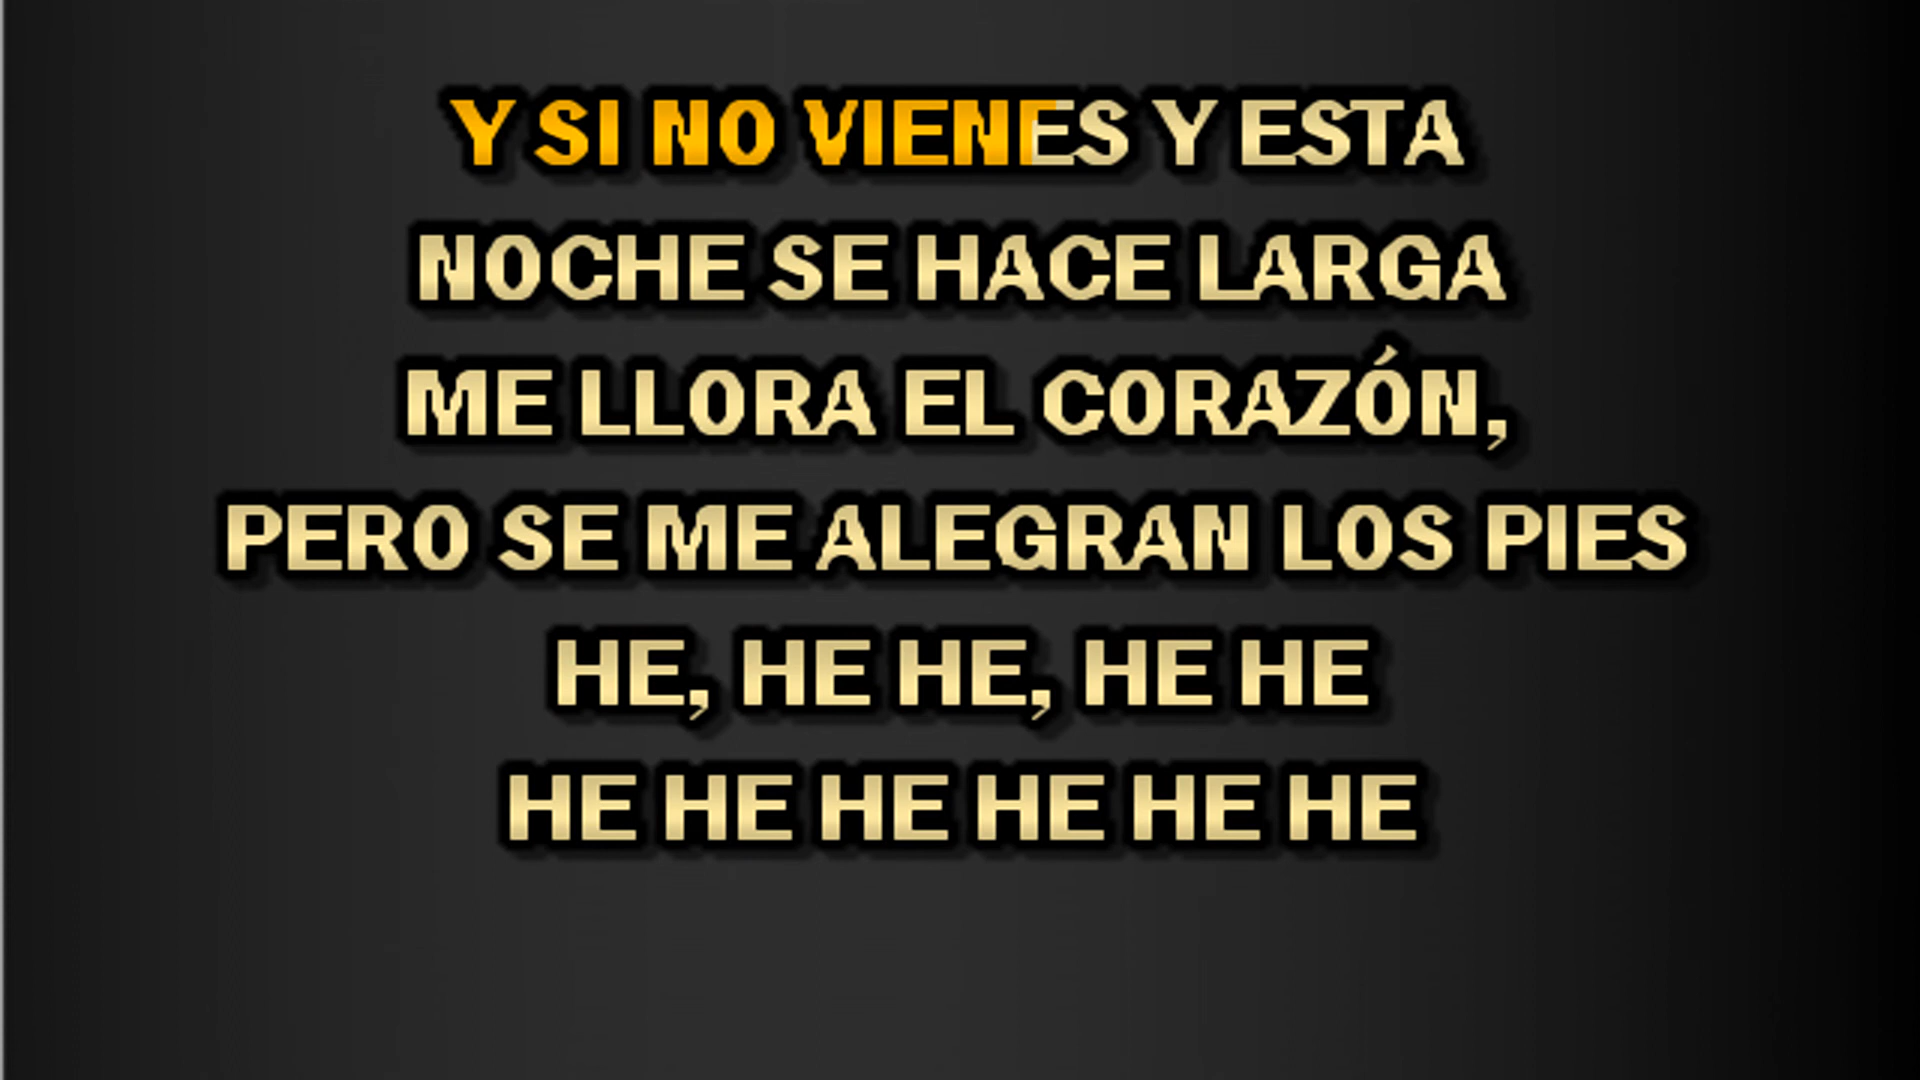 Y SI NO VIENES Y ESTA
NOCHE SE HACE LARGA
ME LLORA EL CORAZÓN,
PERO SE ME ALEGRAN LOS PIES
HE, HE HE, HE HE
HE HE HE HE HE HE